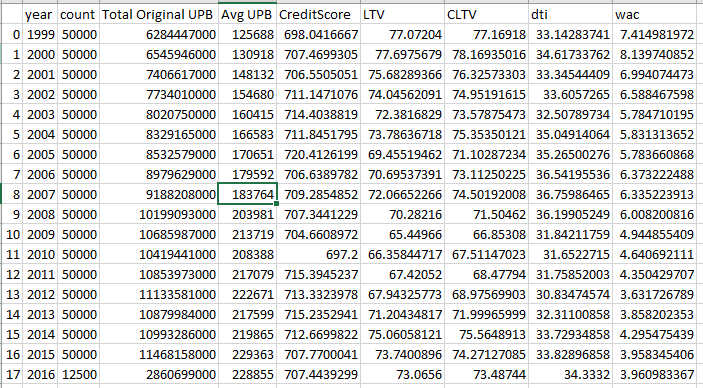 year count Total Original UPB Avg UPB CreditScore LTV CLTV dti wac
0 1999 50000 6284447000 125688 698.0416667 77.07204 77.16918 33.14283741 7.414981972
1 2000 50000 6545946000 130918 707.4699305 77.6975679 78.16935016 34.61733762 8.139740852
2 2001 50000 7406617000 148132 706.5505051 75.68289366 76.32573303 33.34544409 6.994074473
3 2002 50000 7734010000 154680 711.1471076 74.04562091 74.95191615 33.6057265 6.588467598
4 2003 50000 8020750000 160415 714.4038819 72.3816829 73.57875473 32.50789734 5.784710195
5 2004 50000 8329165000 166583 711.8451795 73.78636718 75.35350121 35.04914064 5.831313652
6 2005 50000 8532579000 170651 720.4126199 69.45519462 71.10287234 35.26500276 5.783660868
7 2006 50000 8979629000 179592 706.6389782 70.69537391 73.11250225 36.54195536 6.373222488
8 2007 50000 9188208000 183764 709.2854852 72.06652266 74.50192008 36.75986465 6.335223913
9 2008 50000 10199093000 203981 707.3441229 70.28216 71.50462 36.19905249 6.008200816
10 2009 50000 10685987000 213719 704.6608972 65.44966 66.85308 31.84211759 4.944855409
11 2010 50000 10419441000 208388 697.2 66.35844717 67.51147023 31.6522715 4.640692111
12 2011 50000 10853973000 217079 715.3945237 67.42052 68.47794 31.75852003 4.350429707
13 2012 50000 11133581000 222671 713.3323978 67.94325773 68.97569903 30.83474574 3.631726789
14 2013 50000 10879984000 217599 715.2352941 71.20434817 71.99965999 32.31100858 3.858202353
15 2014 50000 10993286000 219865 712.6699822 75.06058121 75.5648913 33.72934858 4.295475439
16 2015 50000 11468158000 229363 707.7700041 73.7400896 74.27127085 33.82896858 3.958345406
17 2016 12500 2860699000 228855 707.4439299 73.0656 73.48744 34.3332 3.960983367